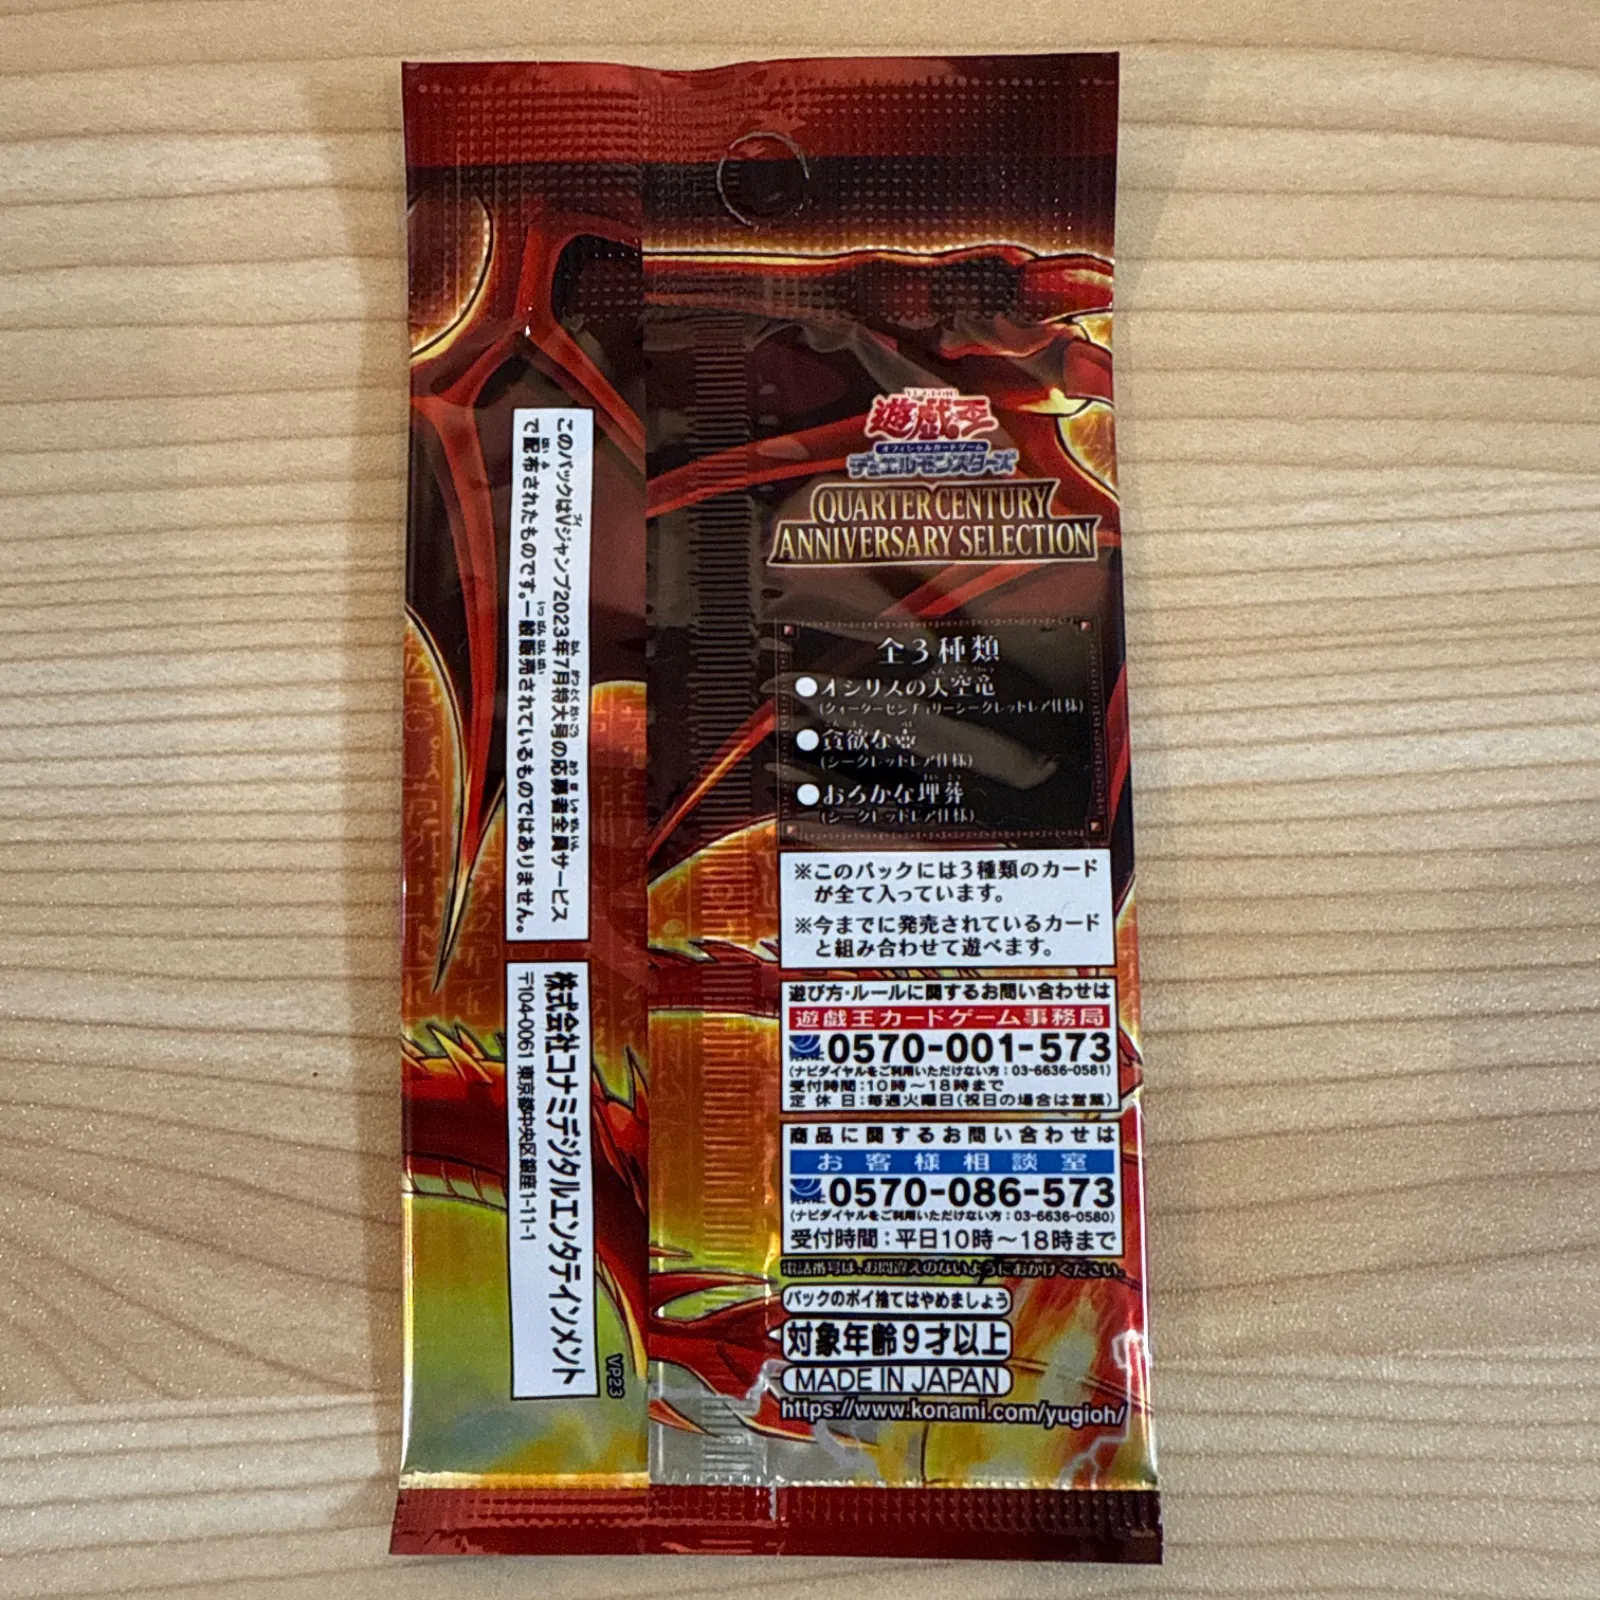 遊戯王
オフィシャルカードゲーム
デュエルモンスターズ
QUARTER CENTURY
ANNIVERSARY SELECTION
全3種類
●オシリスの天空竜
(クォーターセンチュリーシークレットレア仕様)
●貪欲な壺
(シークレットレア仕様)
●おろかな埋葬
(シークレットレア仕様)
※このパックには3種類のカード
が全て入っています。
※今までに発売されているカード
と組み合わせて遊べます。
遊び方・ルールに関するお問い合わせは
遊戯王カードゲーム事務局
0570-001-573
(ナビダイヤルをご利用いただけない方:03-6636-0581)
受付時間:10時～18時まで
定休日:毎週火曜日(祝日の場合は営業)
商品に関するお問い合わせは
お客様相談室
0570-086-573
(ナビダイヤルをご利用いただけない方:03-6636-0580)
受付時間:平日10時～18時まで
電話番号は、お間違えのないようにおかけください。
パックのポイ捨てはやめましょう
対象年齢9才以上
MADE IN JAPAN
https://www.konami.com/yugioh/
このパックはVジャンプ2023年7月特大号の応募者全員サービス
で配布されたものです。一般販売されているものではありません。
株式会社コナミデジタルエンタテインメント
〒104-0061 東京都中央区銀座1-11-1
VP23